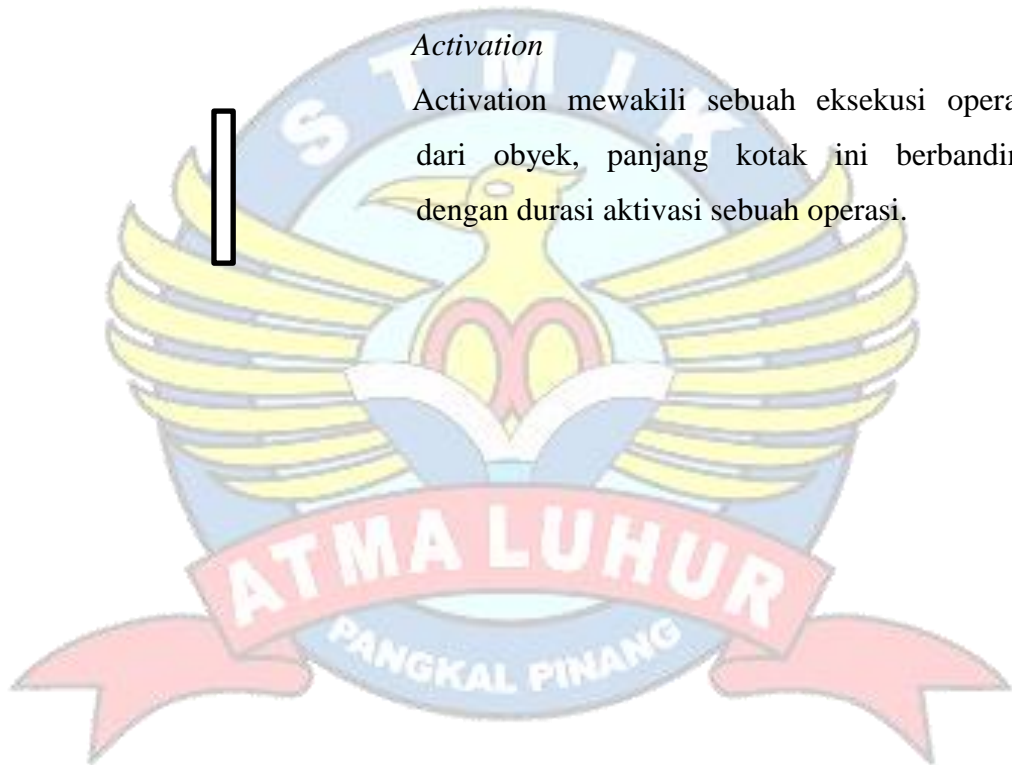 Activation
Activation mewakili sebuah eksekusi opera
dari obyek, panjang kotak ini berbandin
dengan durasi aktivasi sebuah operasi.
STMIK
ATMA LUHUR
PANGKAL PINANG